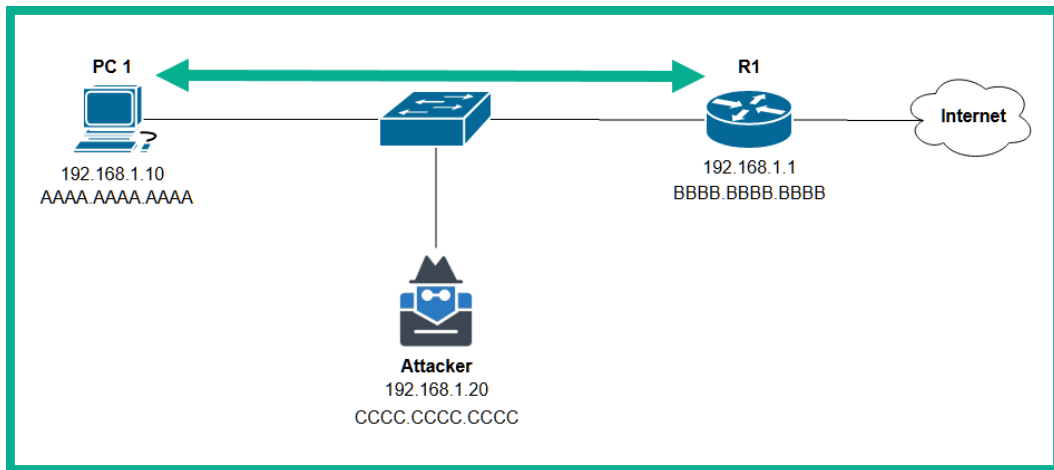 PC 1
192.168.1.10
AAAA.AAAA.AAAA
R1
192.168.1.1
BBBB.BBBB.BBBB
Internet
Attacker
192.168.1.20
CCCC.CCCC.CCCC